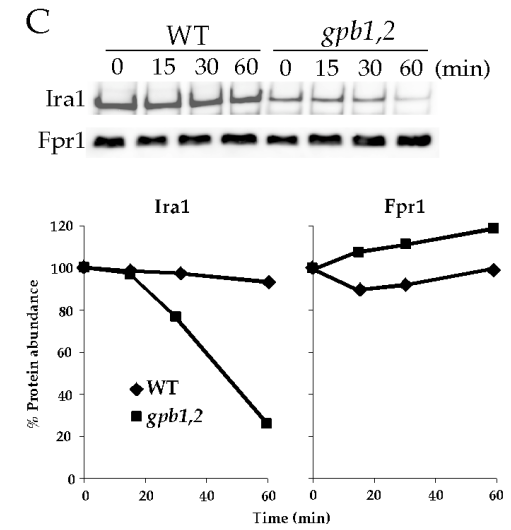 C
WT gpb1,2
0 15 30 60 0 15 30 60 (min)
Ira1
Fpr1
Ira1 Fpr1
% Protein abundance
120
100
80
60
40
20
0
WT
gpb1,2
0 20 40 60 0 20 40 60
Time (min)